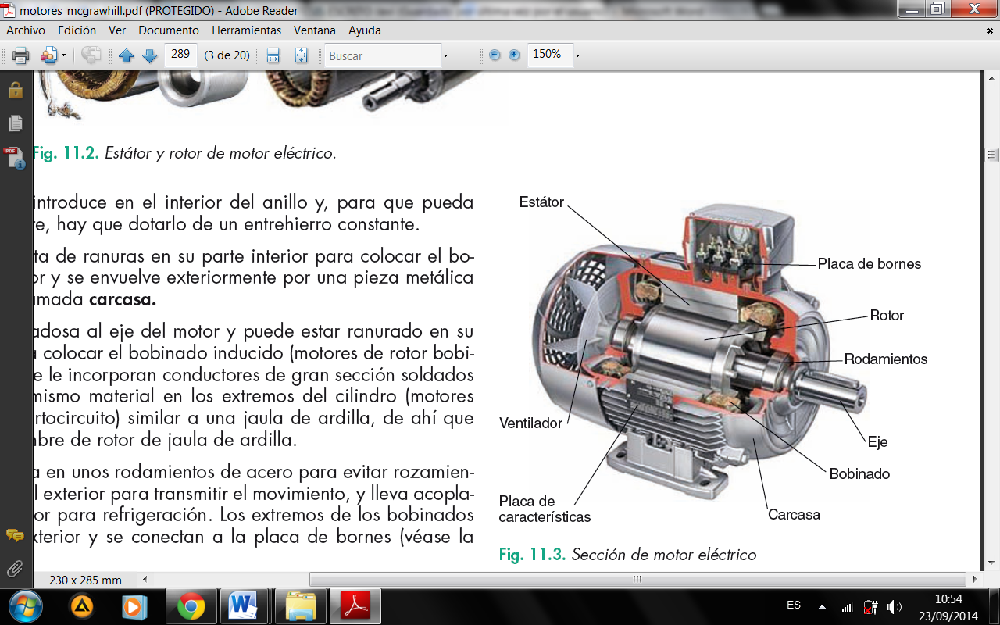 motores_mcgrawhill.pdf (PROTEGIDO) - Adobe Reader
Archivo Edición Ver Documento Herramientas Ventana Ayuda
289 (3 de 20) Buscar 150%
Fig. 11.2. Estátor y rotor de motor eléctrico.
introduce en el interior del anillo y, para que pueda
re, hay que dotarlo de un entrehierro constante.
ta de ranuras en su parte interior para colocar el bo-
or y se envuelve exteriormente por una pieza metálica
amada carcasa.
adosa al eje del motor y puede estar ranurado en su
a colocar el bobinado inducido (motores de rotor bobi-
e le incorporan conductores de gran sección soldados
mismo material en los extremos del cilindro (motores
ortocircuito) similar a una jaula de ardilla, de ahí que
mbre de rotor de jaula de ardilla.
a en unos rodamientos de acero para evitar rozamien-
l exterior para transmitir el movimiento, y lleva acopla-
or para refrigeración. Los extremos de los bobinados
xterior y se conectan a la placa de bornes (véase la
Estátor
Placa de bornes
Rotor
Rodamientos
Ventilador
Eje
Bobinado
Placa de
características
Carcasa
Fig. 11.3. Sección de motor eléctrico
230 x 285 mm
ES
10:54
23/09/2014